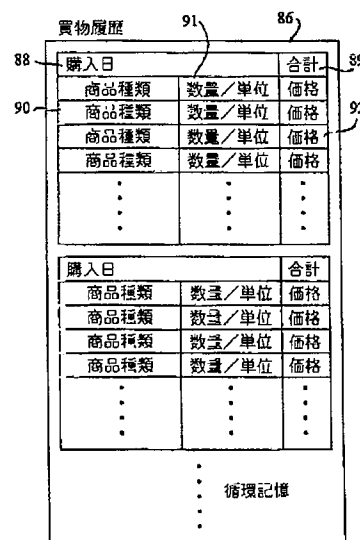 買物履歴
86
91
88
購入日 合計
89
90
商品種類 数量／単位 価格
商品種類 数量／単位 価格
92
商品種類 数量／単位 価格
商品種類 数量／単位 価格
購入日 合計
商品種類 数量／単位 価格
商品種類 数量／単位 価格
商品種類 数量／単位 価格
商品種類 数量／単位 価格
循環記憶